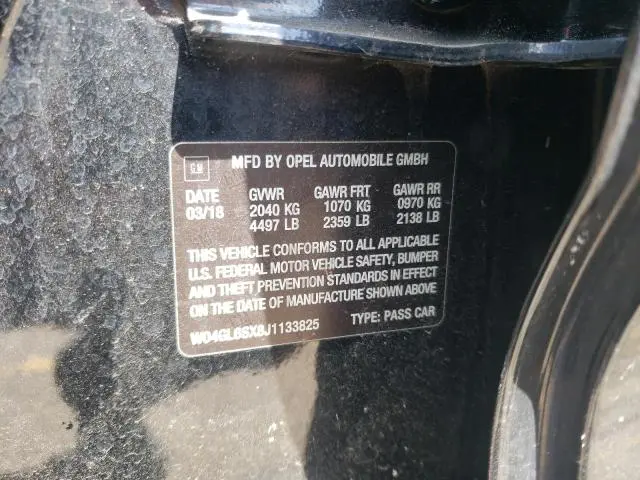 GM
MFD BY OPEL AUTOMOBILE GMBH
DATE GVWR GAWR FRT GAWR RR
03/18 2040 KG 1070 KG 0970 KG
4497 LB 2359 LB 2138 LB
THIS VEHICLE CONFORMS TO ALL APPLICABLE
U.S. FEDERAL MOTOR VEHICLE SAFETY, BUMPER
AND THEFT PREVENTION STANDARDS IN EFFECT
ON THE DATE OF MANUFACTURE SHOWN ABOVE
W04GL6SX8J1133825 TYPE: PASS CAR